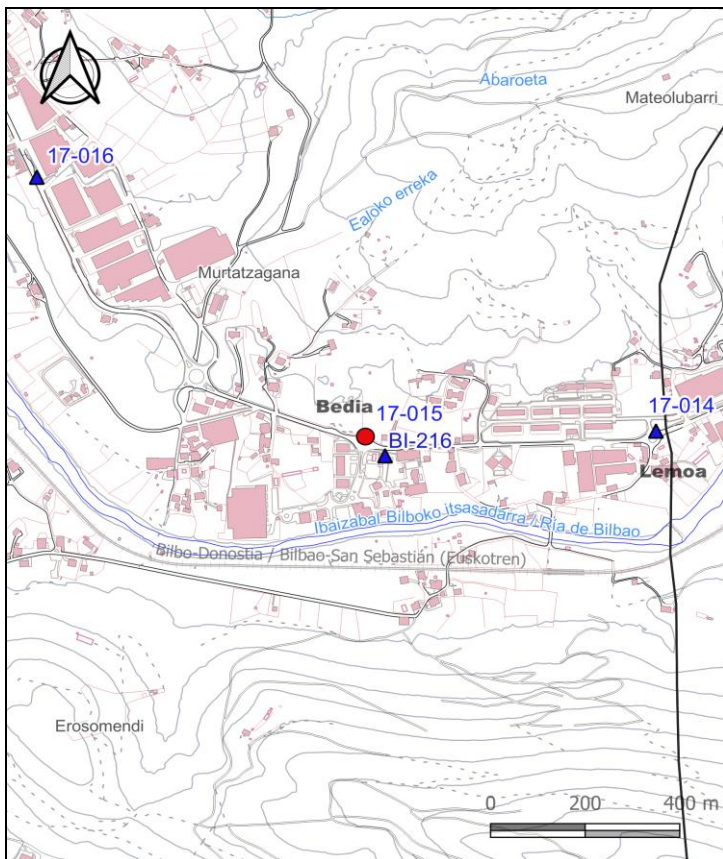 Abaroeta
Mateolubarri
17-016
Ealoko erreka
Murtatzagana
Bedia
17-015
17-014
BI-216
Lemoa
Ibaizabal Bilboko itsasadarra / Ria de Bilbao
Bilbo-Donostia / Bilbao-San Sebastián (Euskotren)
Erosomendi
0 200 400 m